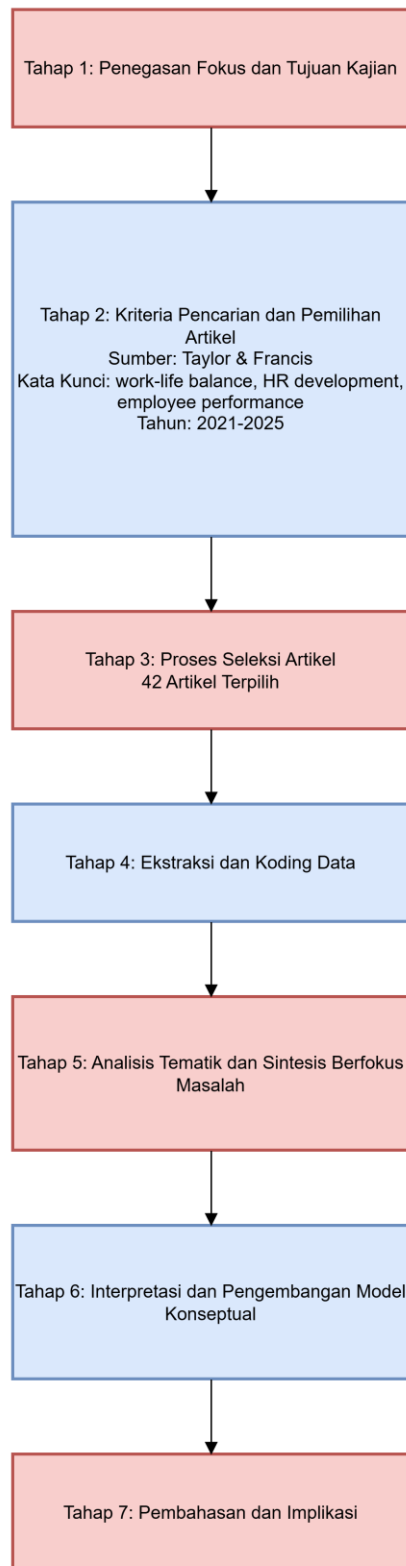 Tahap 1: Penegasan Fokus dan Tujuan Kajian
Tahap 2: Kriteria Pencarian dan Pemilihan
Artikel
Sumber: Taylor & Francis
Kata Kunci: work-life balance, HR development,
employee performance
Tahun: 2021-2025
Tahap 3: Proses Seleksi Artikel
42 Artikel Terpilih
Tahap 4: Ekstraksi dan Koding Data
Tahap 5: Analisis Tematik dan Sintesis Berfokus
Masalah
Tahap 6: Interpretasi dan Pengembangan Model
Konseptual
Tahap 7: Pembahasan dan Implikasi